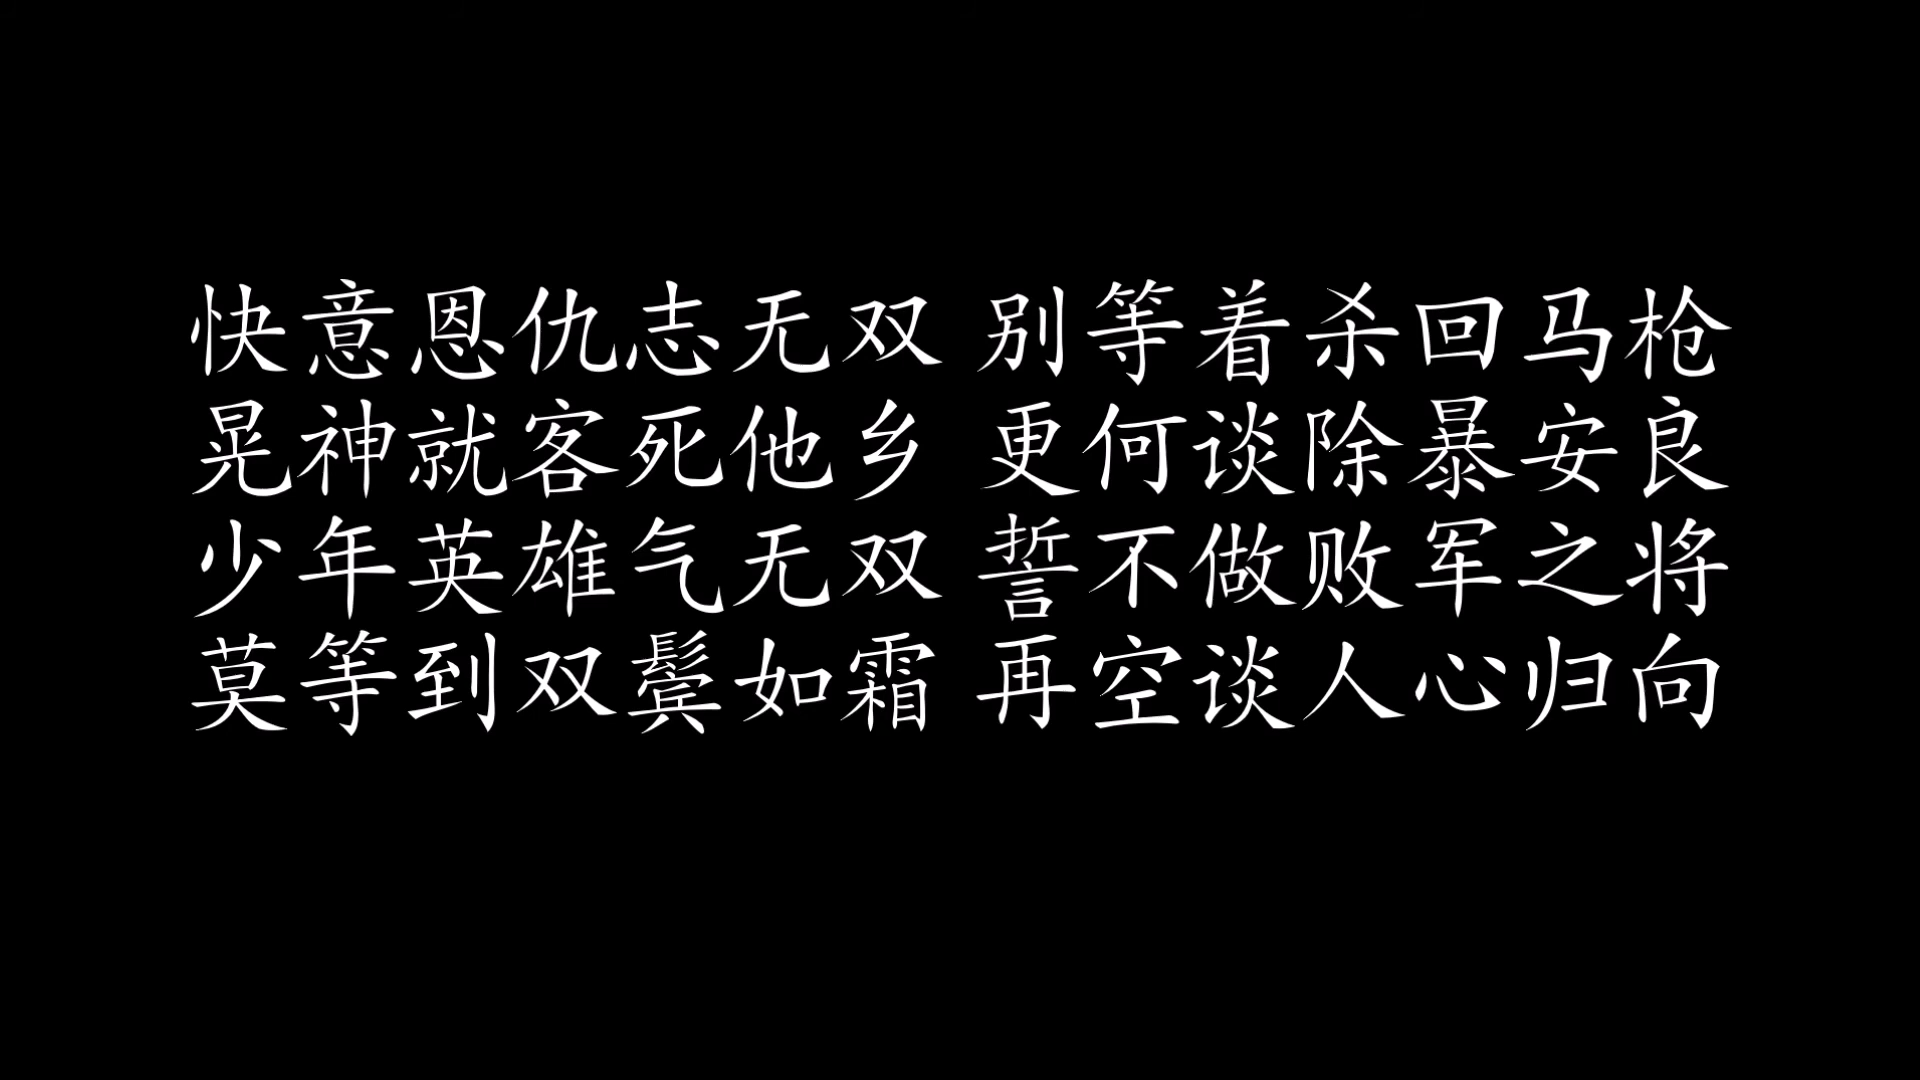 快意恩仇志无双 别等着杀回马枪
晃神就客死他乡 更何谈除暴安良
少年英雄气无双 誓不做败军之将
莫等到双鬓如霜 再空谈人心归向